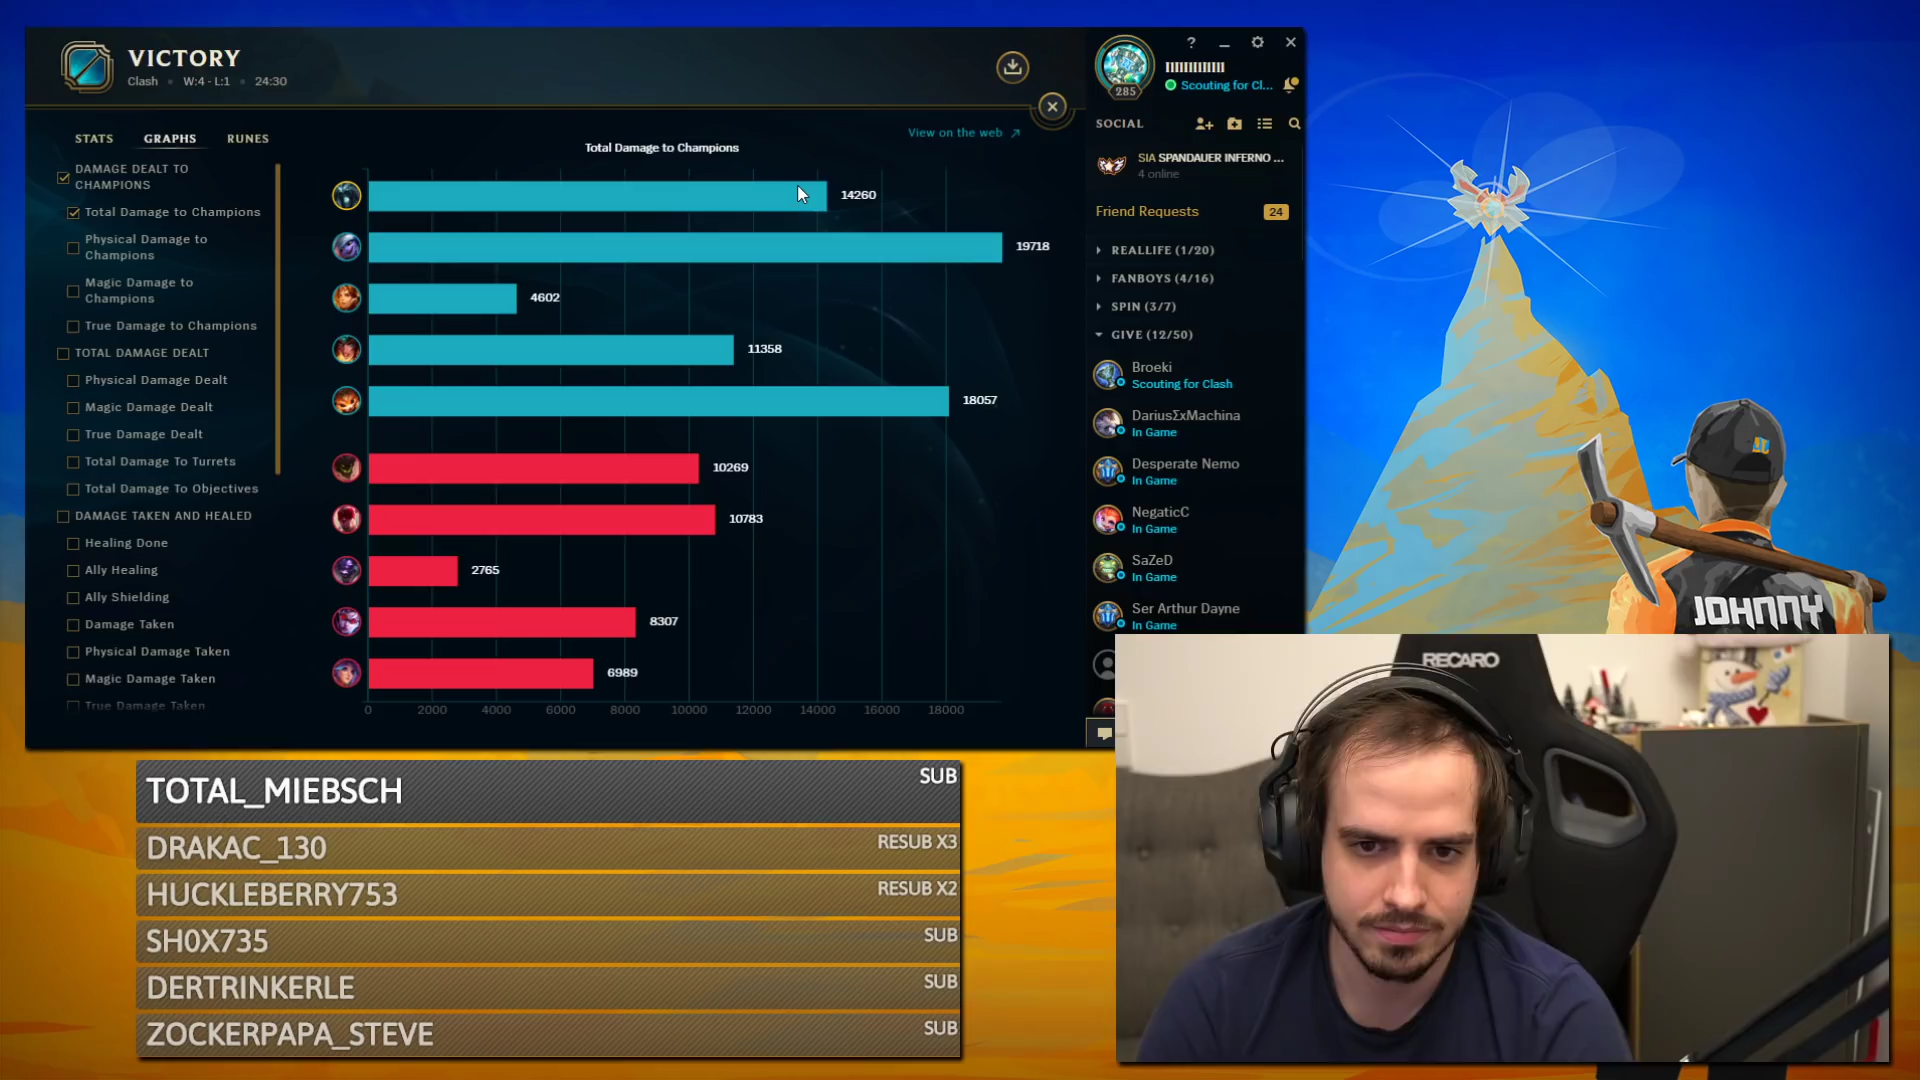 VICTORY
Clash • W:4 - L:1 • 24:30
STATS
GRAPHS
RUNES
View on the web
Total Damage to Champions
DAMAGE DEALT TO
CHAMPIONS
Total Damage to Champions
Physical Damage to
Champions
Magic Damage to
Champions
True Damage to Champions
TOTAL DAMAGE DEALT
Physical Damage Dealt
Magic Damage Dealt
True Damage Dealt
Total Damage To Turrets
Total Damage To Objectives
DAMAGE TAKEN AND HEALED
Healing Done
Ally Healing
Ally Shielding
Damage Taken
Physical Damage Taken
Magic Damage Taken
True Damage Taken
14260
19718
4602
11358
18057
10269
10783
2765
8307
6989
0 2000 4000 6000 8000 10000 12000 14000 16000 18000
?
285
Scouting for Cl...
SOCIAL
SIA SPANDAUER INFERNO ...
4 online
Friend Requests
24
REALLIFE (1/20)
FANBOYS (4/16)
SPIN (3/7)
GIVE (12/50)
Broeki
Scouting for Clash
DariusΣxMachina
In Game
Desperate Nemo
In Game
NegaticC
In Game
SaZeD
In Game
Ser Arthur Dayne
In Game
JOHNNY
RECARO
TOTAL_MIEBSCH SUB
DRAKAC_130 RESUB X3
HUCKLEBERRY753 RESUB X2
SH0X735 SUB
DERTRINKERLE SUB
ZOCKERPAPA_STEVE SUB